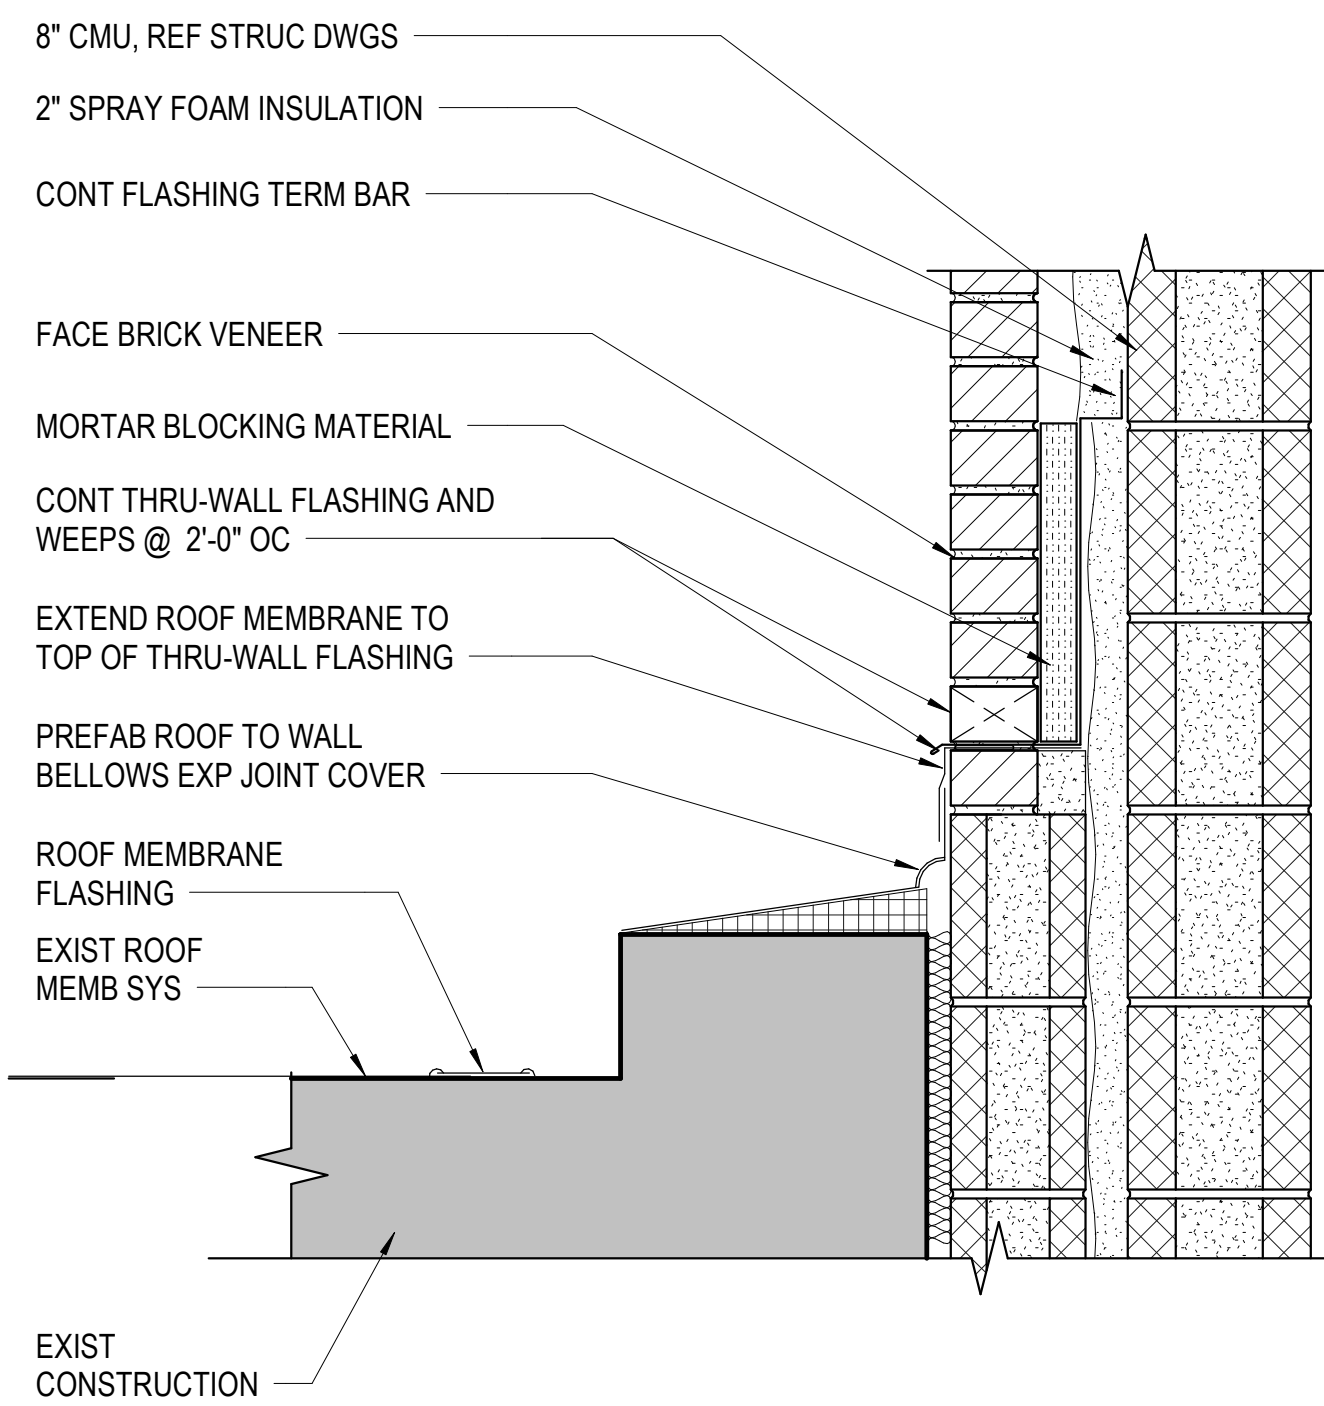 8" CMU, REF STRUC DWGS
2" SPRAY FOAM INSULATION
CONT FLASHING TERM BAR
FACE BRICK VENEER
MORTAR BLOCKING MATERIAL
CONT THRU-WALL FLASHING AND
WEEPS @ 2'-0" OC
EXTEND ROOF MEMBRANE TO
TOP OF THRU-WALL FLASHING
PREFAB ROOF TO WALL
BELLOWS EXP JOINT COVER
ROOF MEMBRANE
FLASHING
EXIST ROOF
MEMB SYS
EXIST
CONSTRUCTION